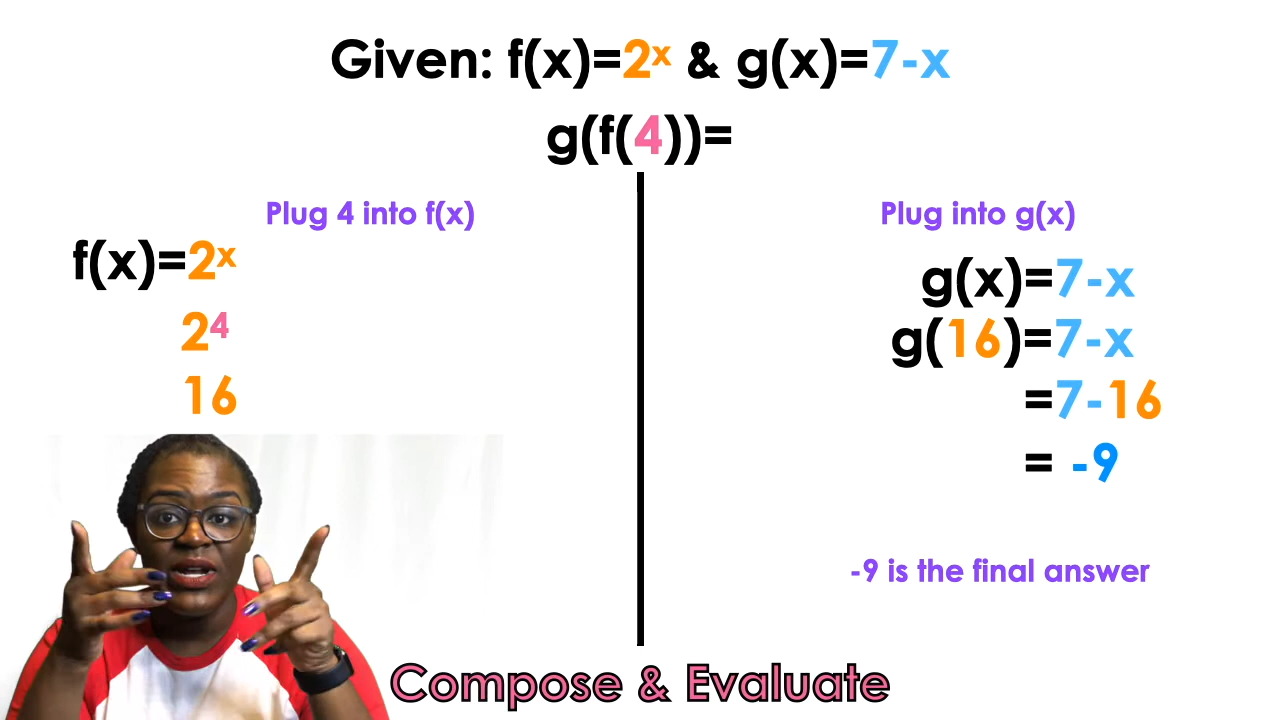 Given: f(x)=2ˣ & g(x)=7-x
g(f(4))=
Plug 4 into f(x)
f(x)=2ˣ
2⁴
16
Plug into g(x)
g(x)=7-x
g(16)=7-x
=7-16
= -9
-9 is the final answer
Compose & Evaluate